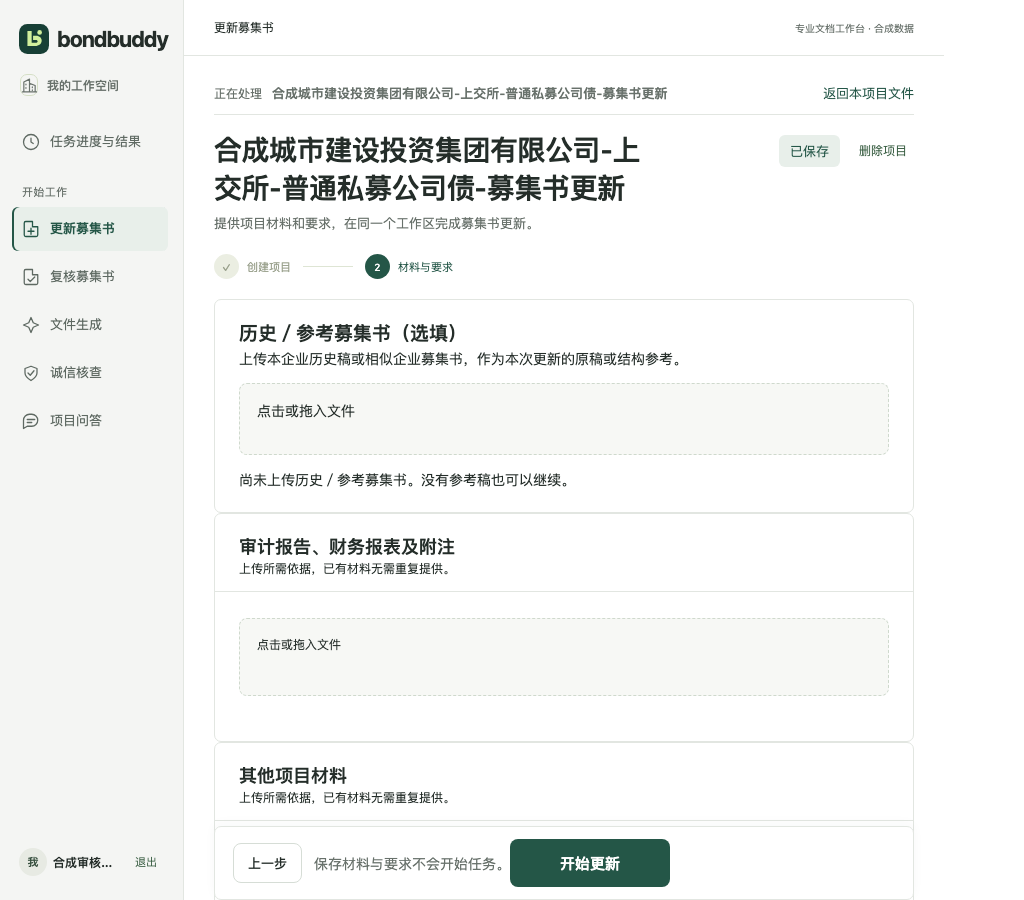 bondbuddy
我的工作空间
任务进度与结果
开始工作
更新募集书
复核募集书
文件生成
诚信核查
项目问答
我 合成审核... 退出
更新募集书
专业文档工作台 · 合成数据
正在处理 合成城市建设投资集团有限公司-上交所-普通私募公司债-募集书更新
返回本项目文件
合成城市建设投资集团有限公司-上
交所-普通私募公司债-募集书更新
已保存 删除项目
提供项目材料和要求，在同一个工作区完成募集书更新。
创建项目 2 材料与要求
历史 / 参考募集书（选填）
上传本企业历史稿或相似企业募集书，作为本次更新的原稿或结构参考。
点击或拖入文件
尚未上传历史 / 参考募集书。没有参考稿也可以继续。
审计报告、财务报表及附注
上传所需依据，已有材料无需重复提供。
点击或拖入文件
其他项目材料
上传所需依据，已有材料无需重复提供。
上一步 保存材料与要求不会开始任务。 开始更新